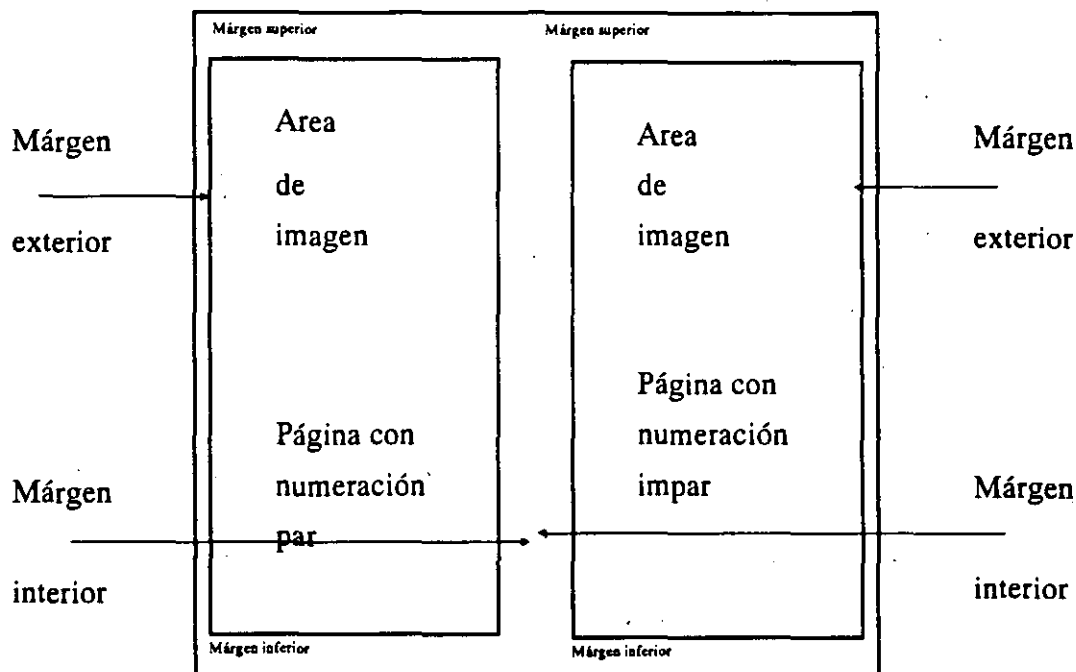 Márgen superior
Márgen superior
Márgen
exterior
Area
de
imagen
Area
de
imagen
Márgen
exterior
Márgen
interior
Página con
numeración
par
Página con
numeración
impar
Márgen
interior
Márgen inferior
Márgen inferior